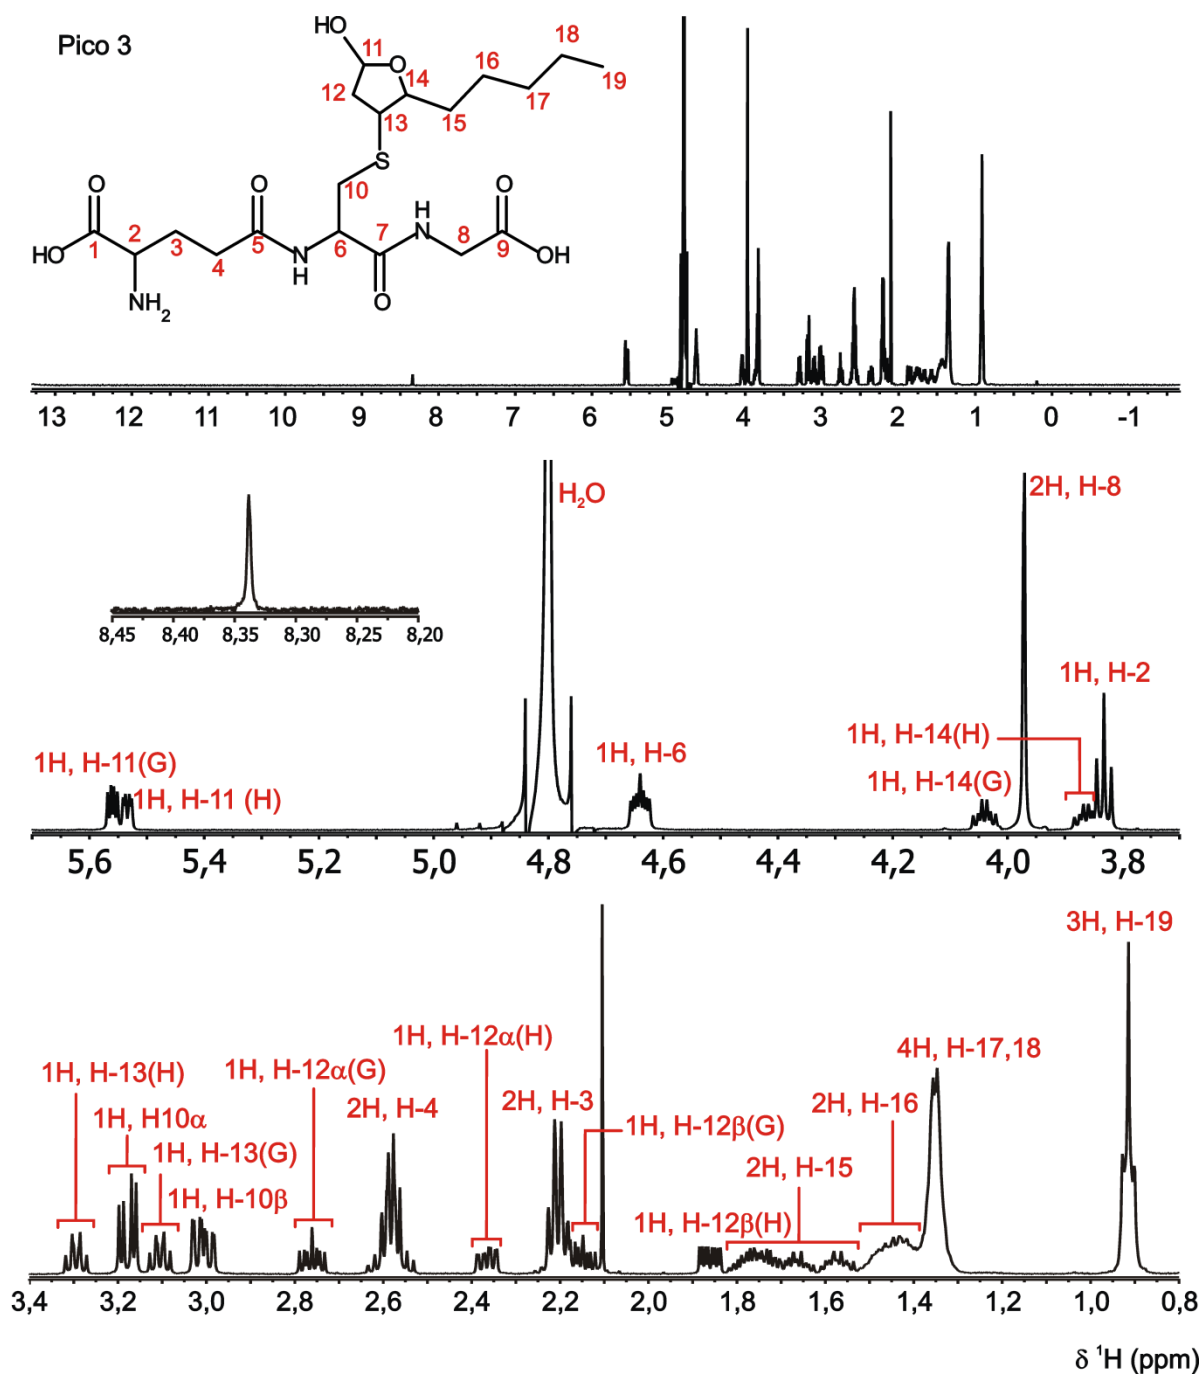 Pico 3
HO
11
O
12
14
13
15
16
17
18
19
S
10
O
O
H
N
O
HO
1
2
3
4
5
N
H
6
7
8
9
OH
NH2
O
13 12 11 10 9 8 7 6 5 4 3 2 1 0 -1
H2O
2H, H-8
8,45 8,40 8,35 8,30 8,25 8,20
1H, H-2
1H, H-14(H)
1H, H-14(G)
1H, H-6
1H, H-11(G)
1H, H-11 (H)
5,6 5,4 5,2 5,0 4,8 4,6 4,4 4,2 4,0 3,8
3H, H-19
1H, H-12α(H)
4H, H-17,18
1H, H-13(H)
1H, H-12α(G)
1H, H10α
2H, H-4
2H, H-3
2H, H-16
1H, H-12β(G)
1H, H-13(G)
2H, H-15
1H, H-10β
1H, H-12β(H)
3,4 3,2 3,0 2,8 2,6 2,4 2,2 2,0 1,8 1,6 1,4 1,2 1,0 0,8
δ ¹H (ppm)